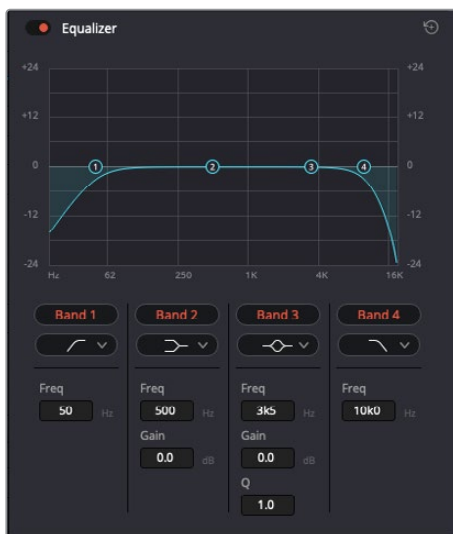 Equalizer
+24 +24
+12 +12
0 1 2 3 4 0
-12 -12
-24 -24
Hz 62 250 1K 4K 16K
Band 1 Band 2 Band 3 Band 4
Freq Freq Freq Freq
50 Hz 500 Hz 3k5 Hz 10k0 Hz
Gain Gain
0.0 dB 0.0 dB
Q
1.0